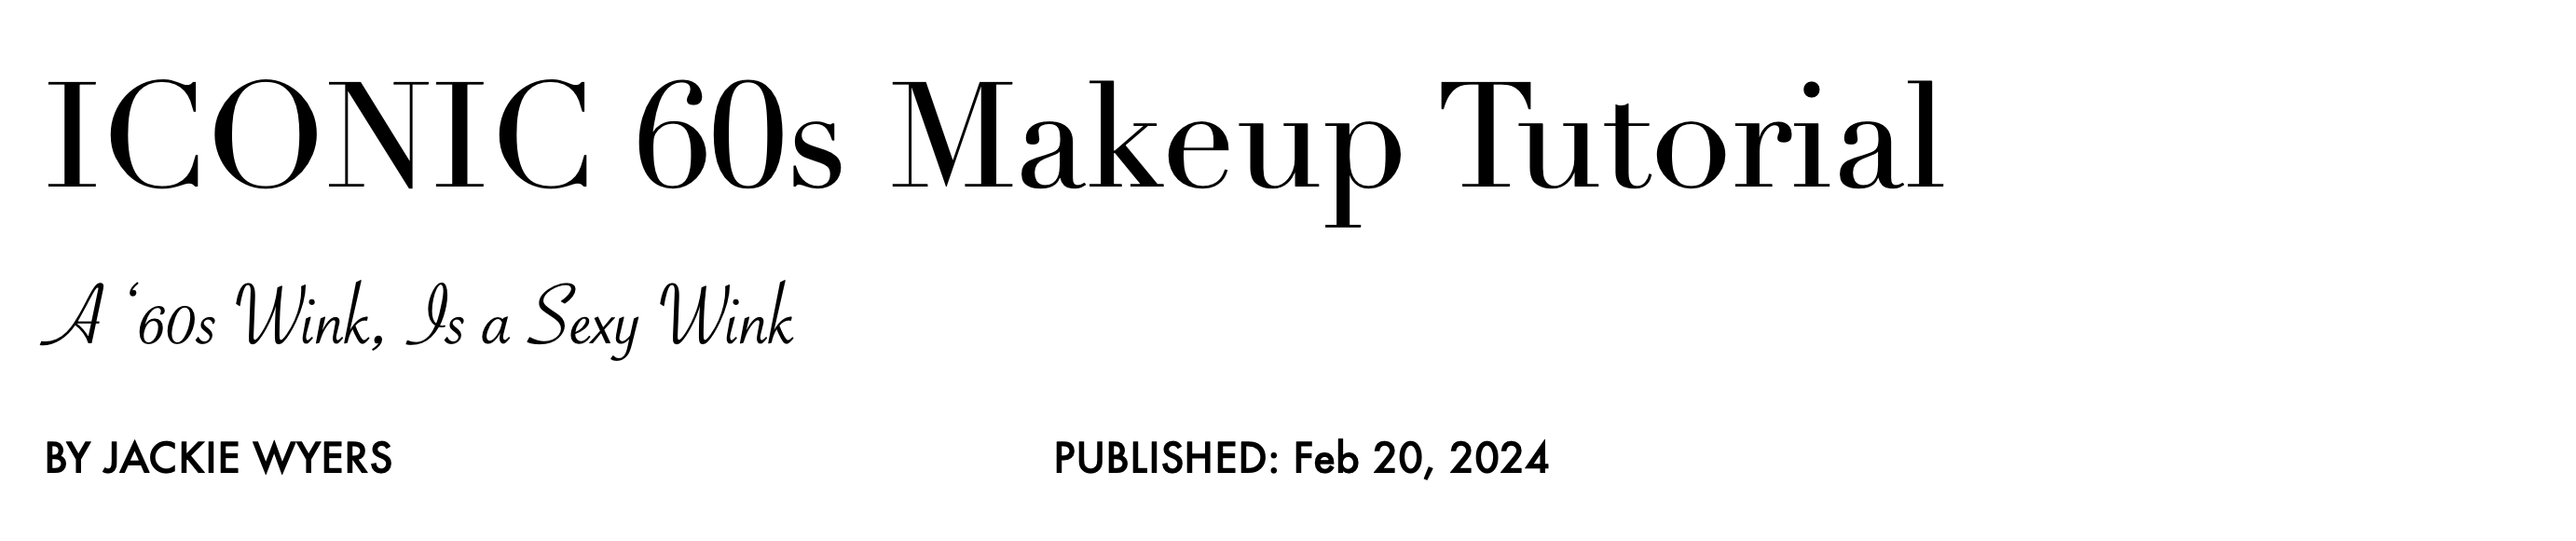 ICONIC 60s Makeup Tutorial
A ‘60s Wink, Is a Sexy Wink
BY JACKIE WYERS
PUBLISHED: Feb 20, 2024